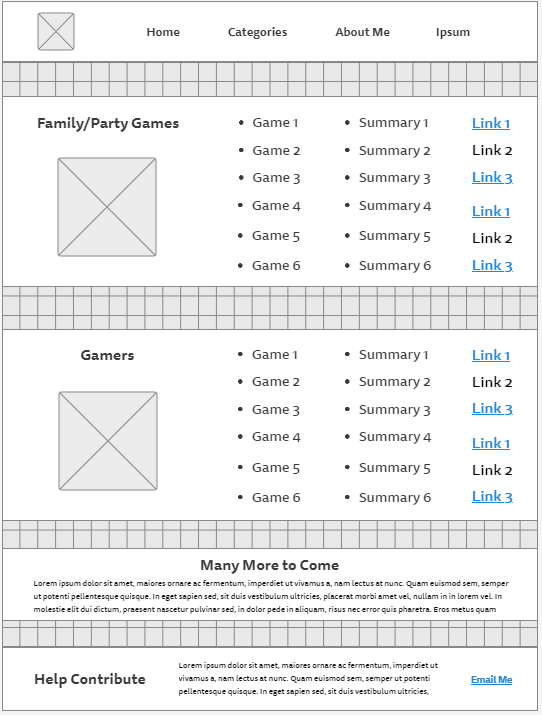 Home Categories About Me Ipsum
Family/Party Games
Game 1 Summary 1 Link 1
Game 2 Summary 2 Link 2
Game 3 Summary 3 Link 3
Game 4 Summary 4 Link 1
Game 5 Summary 5 Link 2
Game 6 Summary 6 Link 3
Gamers
Game 1 Summary 1 Link 1
Game 2 Summary 2 Link 2
Game 3 Summary 3 Link 3
Game 4 Summary 4 Link 1
Game 5 Summary 5 Link 2
Game 6 Summary 6 Link 3
Many More to Come
Lorem ipsum dolor sit amet, maiores ornare ac fermentum, imperdiet ut vivamus a, nam lectus at nunc. Quam euismod sem, semper
ut potenti pellentesque quisque. In eget sapien sed, sit duis vestibulum ultricies, placerat morbi amet vel, nullam in in lorem vel. In
molestie elit dui dictum, praesent nascetur pulvinar sed, in dolor pede in aliquam, risus nec error quis pharetra. Eros metus quam
Help Contribute
Lorem ipsum dolor sit amet, maiores ornare ac fermentum, imperdiet ut
vivamus a, nam lectus at nunc. Quam euismod sem, semper ut potenti
pellentesque quisque. In eget sapien sed, sit duis vestibulum ultricies,
Email Me